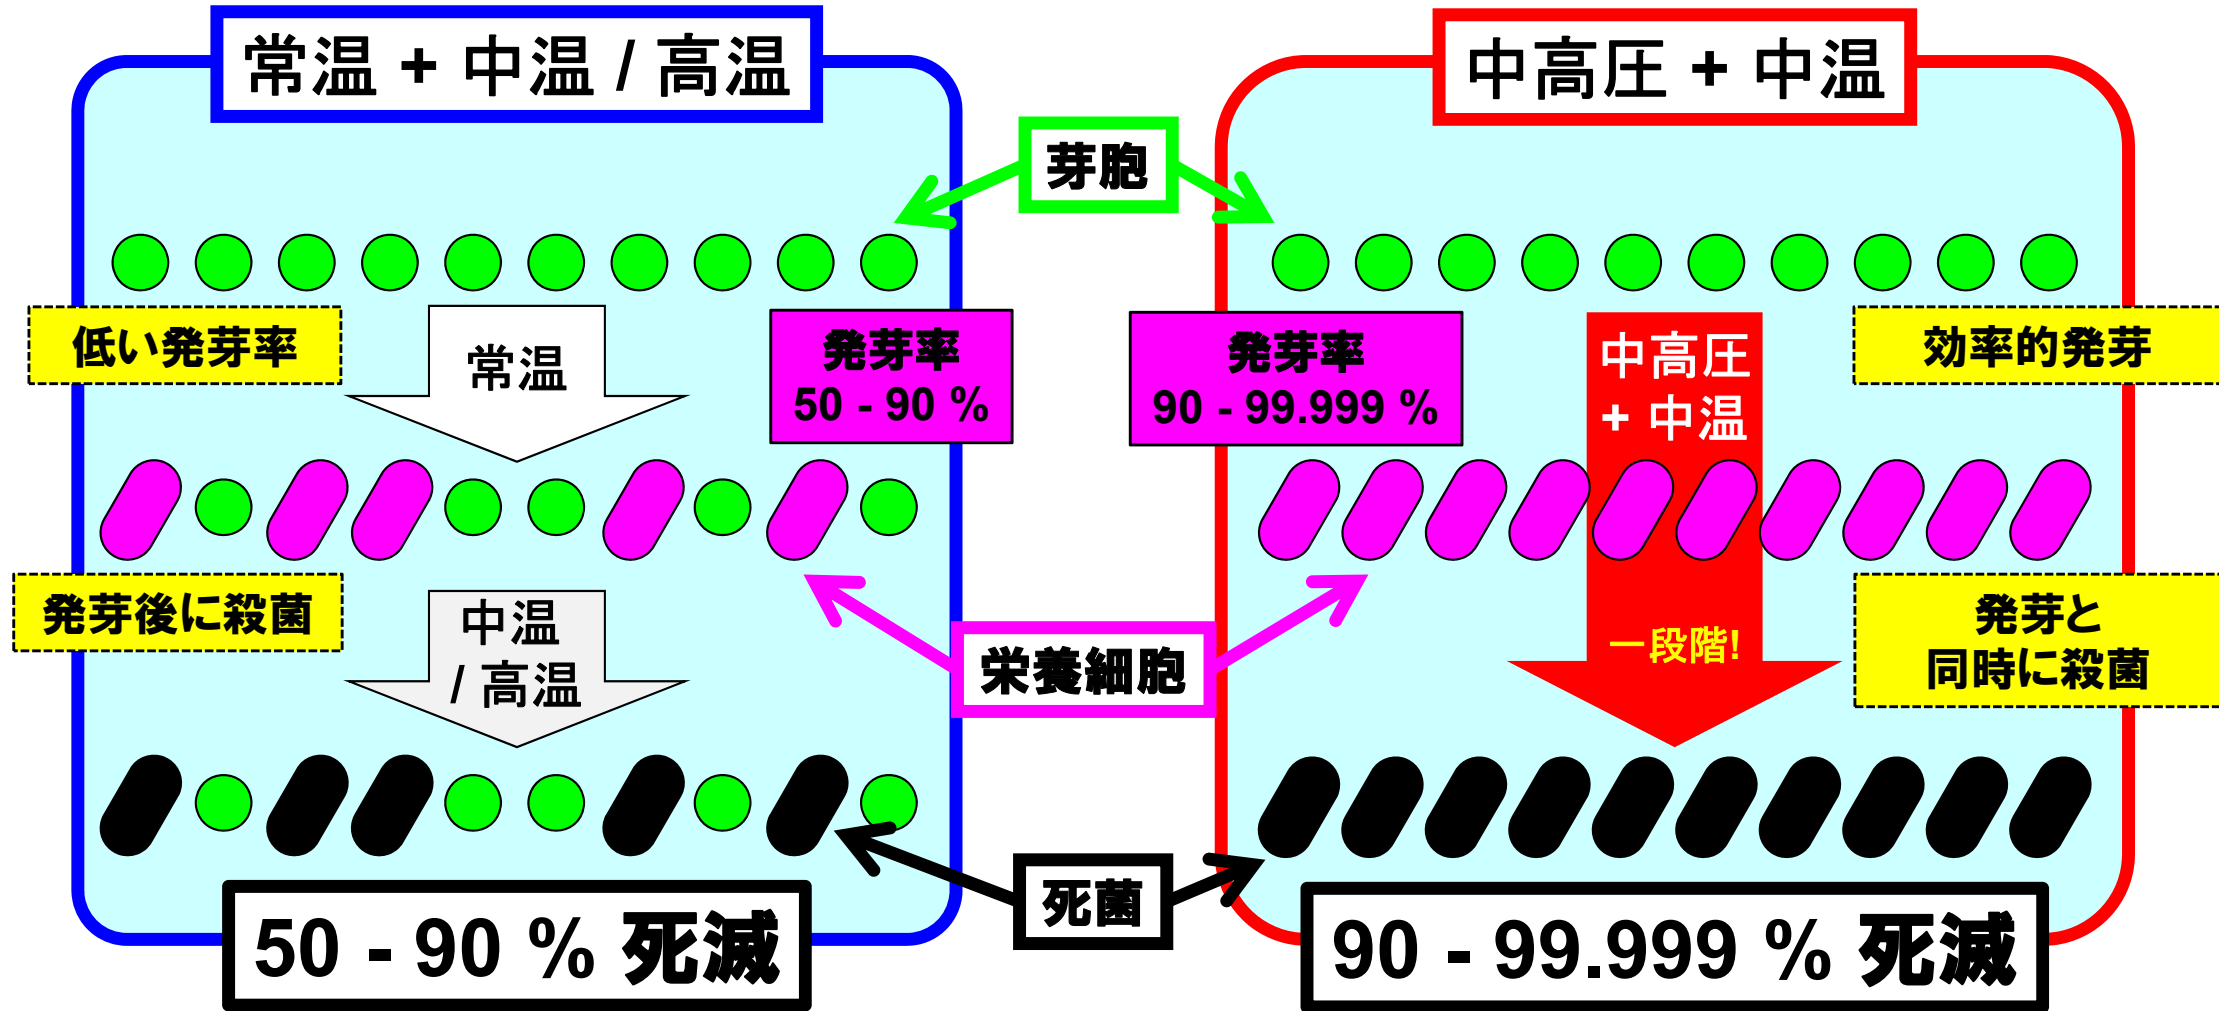 常温 + 中温 / 高温
中高圧 + 中温
芽胞
低い発芽率
常温
発芽率
50 - 90 %
発芽率
90 - 99.999 %
中高圧
+ 中温
効率的発芽
発芽後に殺菌
中温
/ 高温
栄養細胞
一段階!
発芽と
同時に殺菌
死菌
50 - 90 % 死滅
90 - 99.999 % 死滅